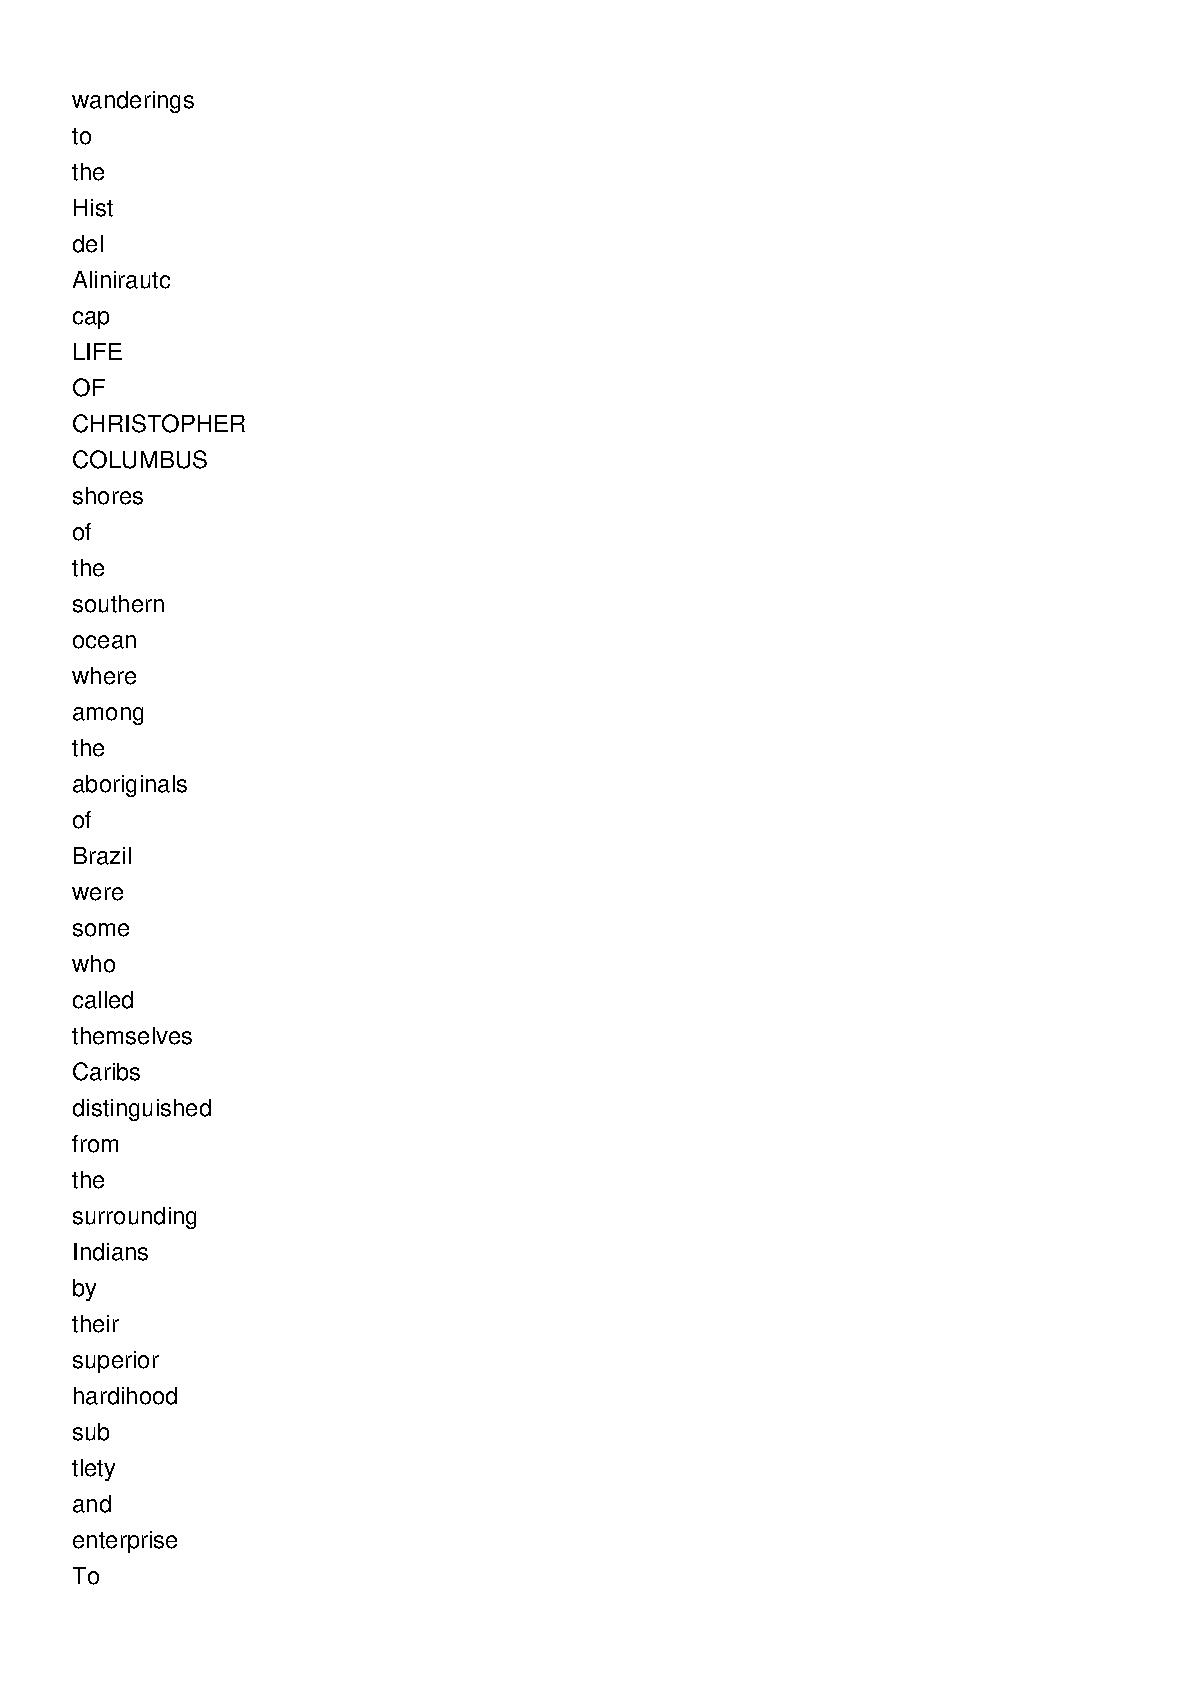 wanderings
to
the
Hist
del
Alinirautc
cap
LIFE
OF
CHRISTOPHER
COLUMBUS
shores
of
the
southern
ocean
where
among
the
aboriginals
of
Brazil
were
some
who
called
themselves
Caribs
distinguished
from
the
surrounding
Indians
by
their
superior
hardihood
sub
tlety
and
enterprise
To